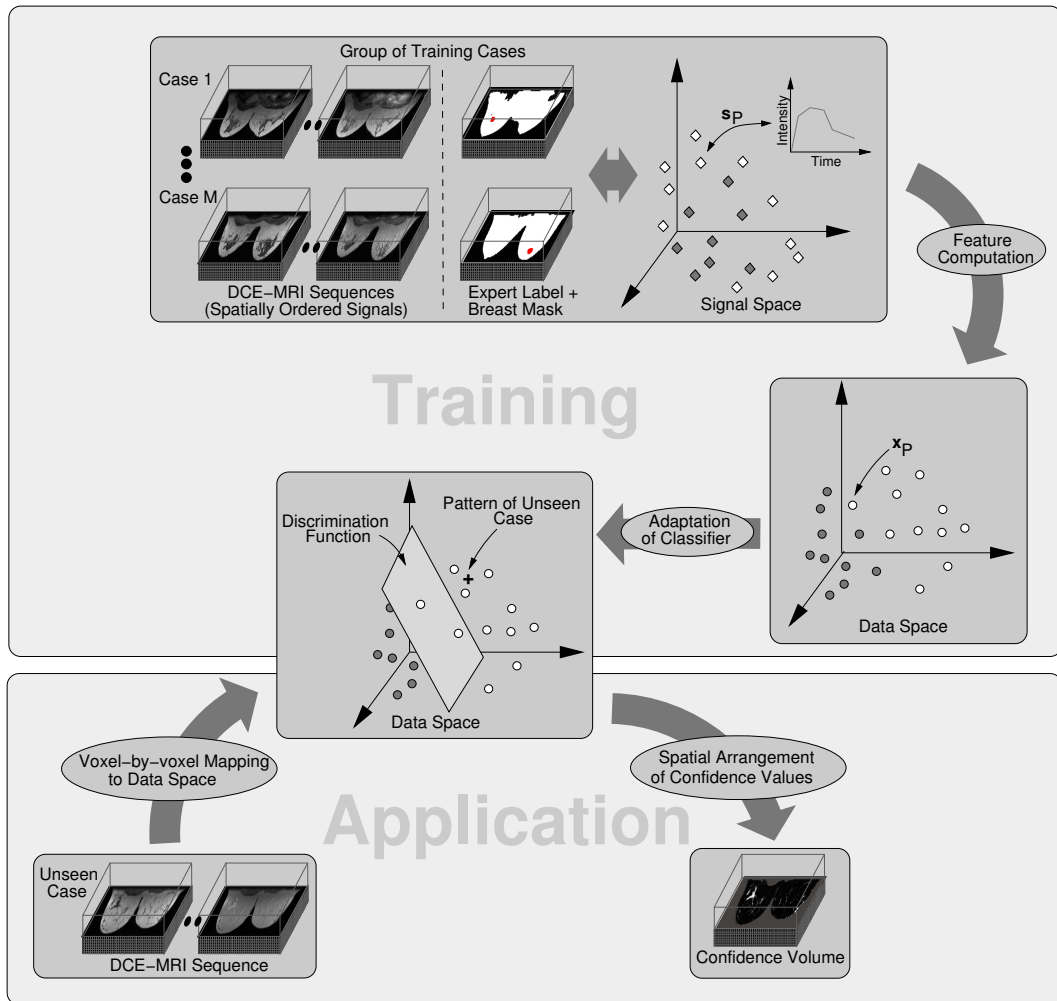 Group of Training Cases
Case 1
Case M
DCE−MRI Sequences
(Spatially Ordered Signals)
Expert Label +
Breast Mask
sP
Intensity
Time
Signal Space
Feature
Computation
Training
xP
Data Space
Adaptation
of Classifier
Discrimination
Function
Pattern of Unseen
Case
Data Space
Voxel−by−voxel Mapping
to Data Space
Spatial Arrangement
of Confidence Values
Application
Unseen
Case
DCE−MRI Sequence
Confidence Volume